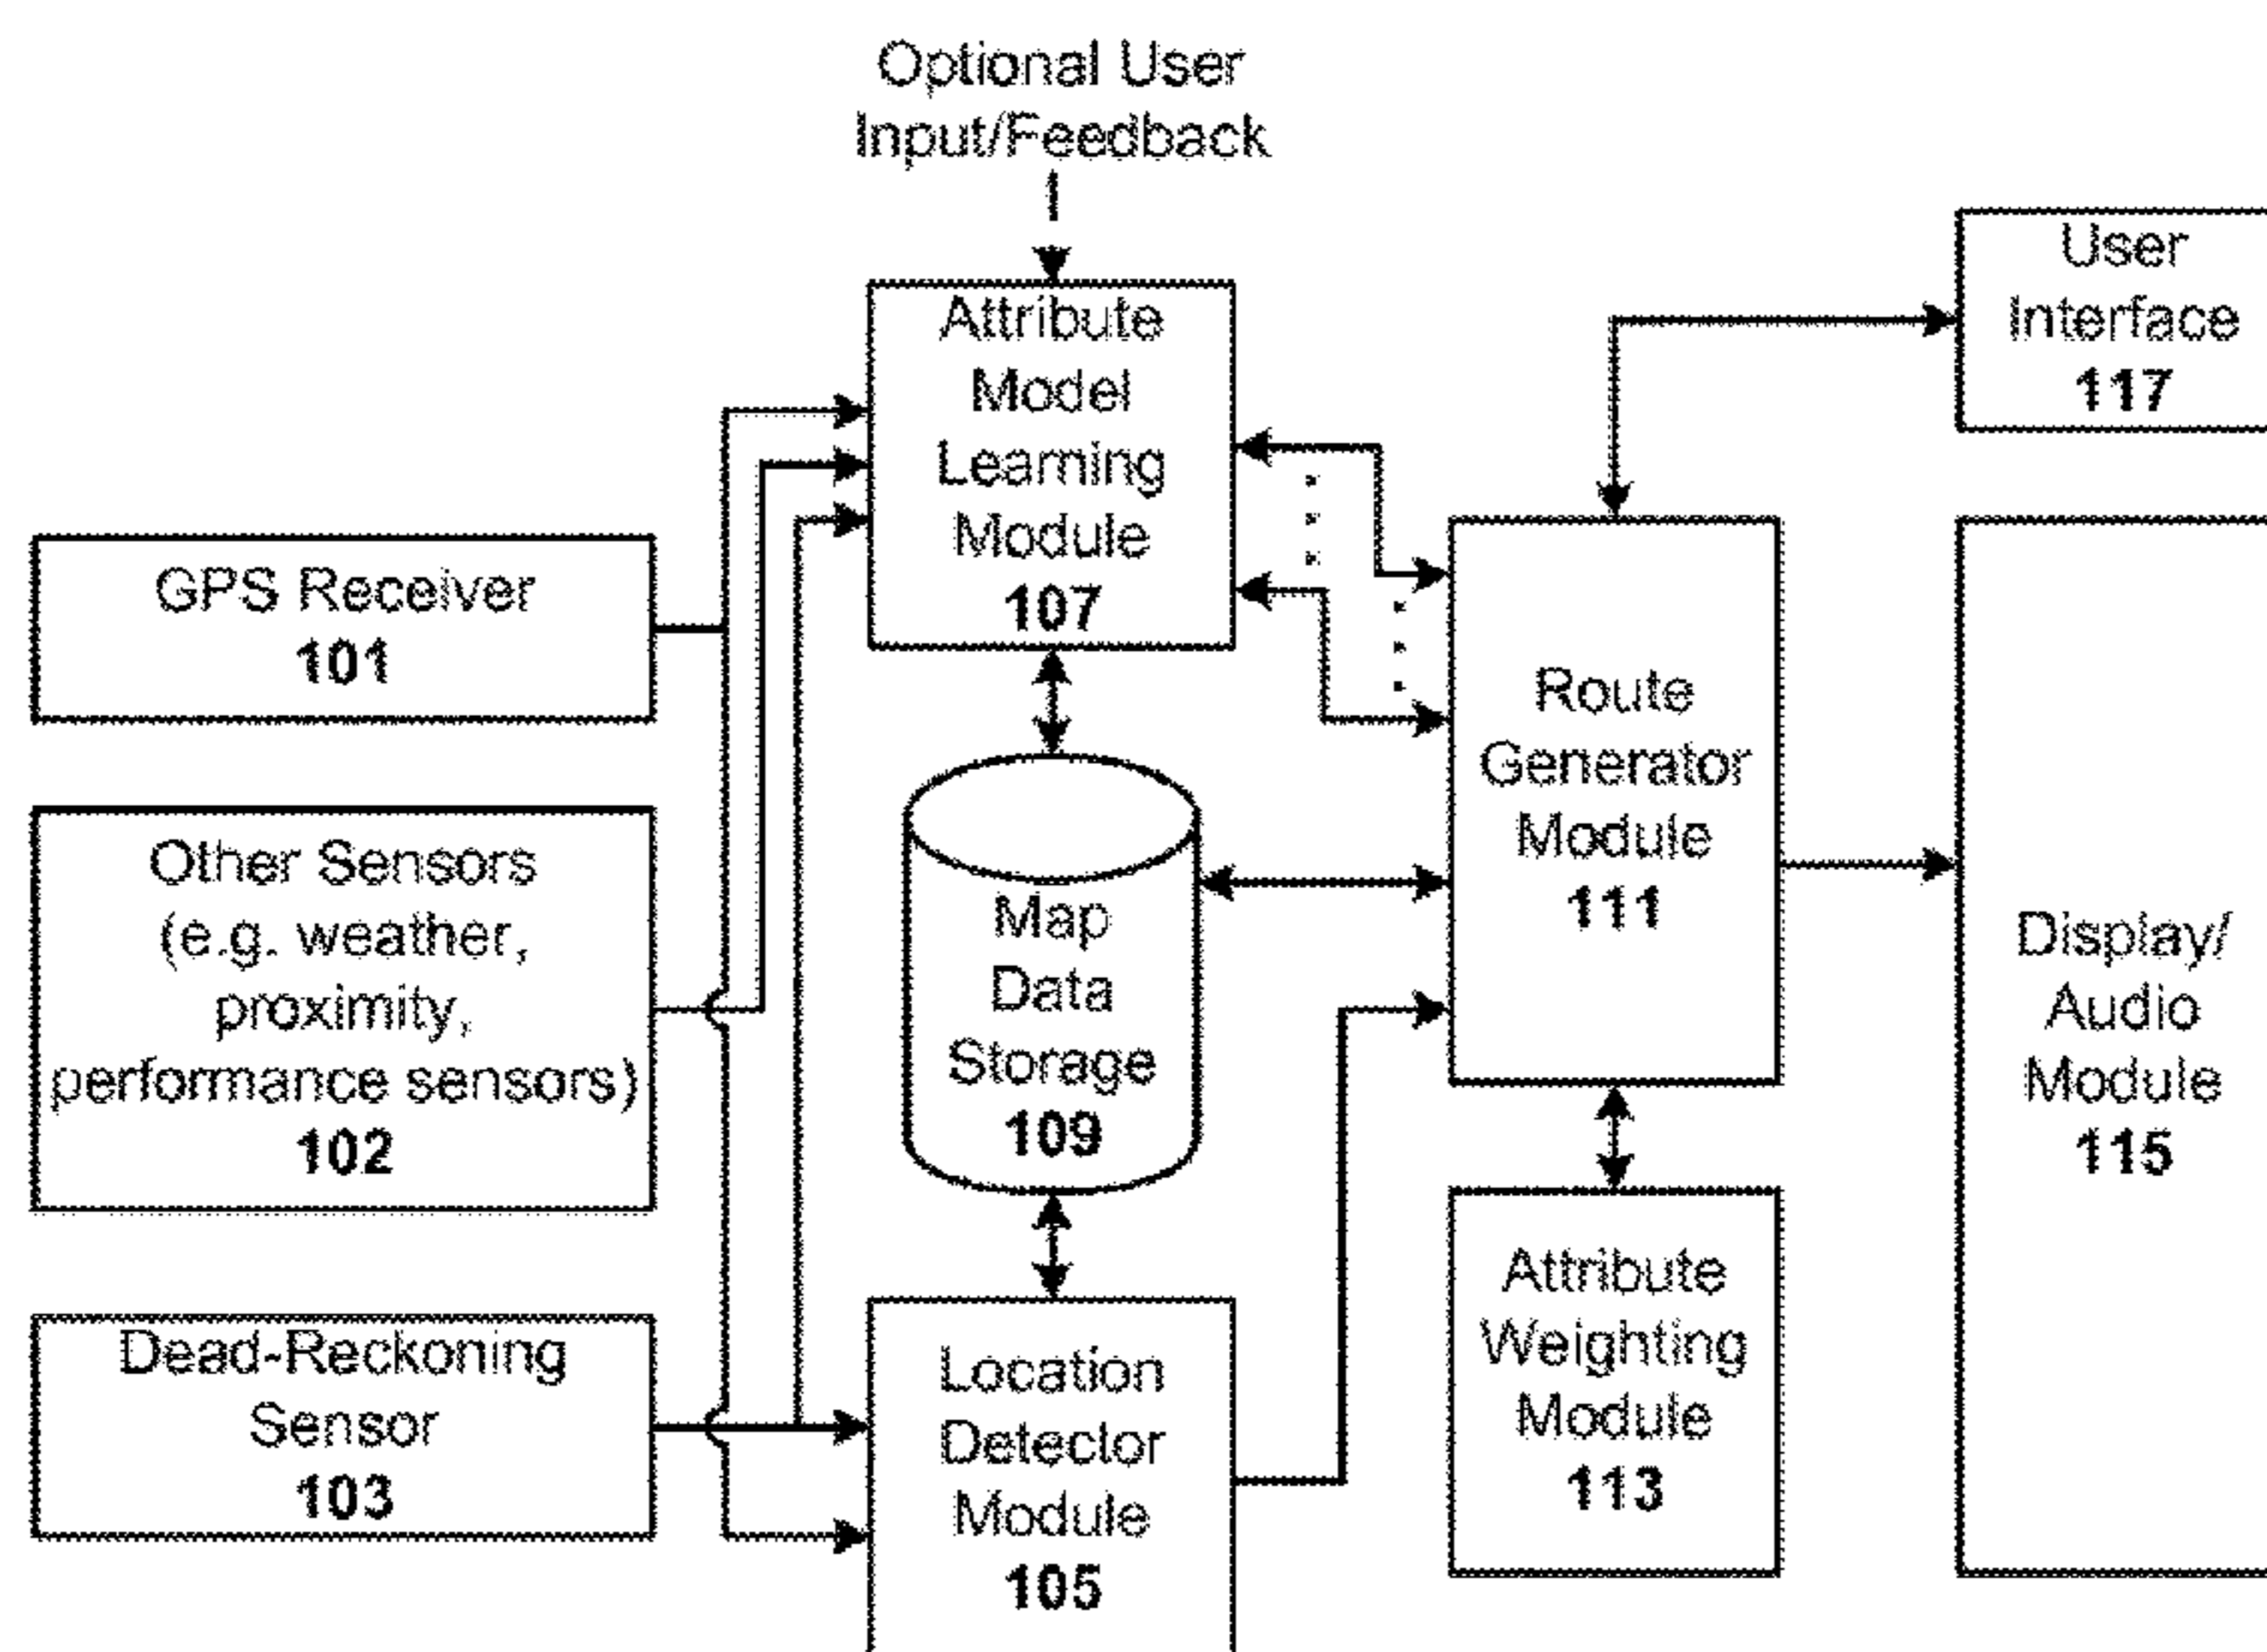 Optional User
Input/Feedback
Attribute
Model
Learning
Module
107
User
Interface
117
GPS Receiver
101
Other Sensors
(e.g. weather,
proximity,
performance sensors)
102
Dead-Reckoning
Sensor
103
Map
Data
Storage
109
Location
Detector
Module
105
Route
Generator
Module
111
Attribute
Weighting
Module
113
Display/
Audio
Module
115